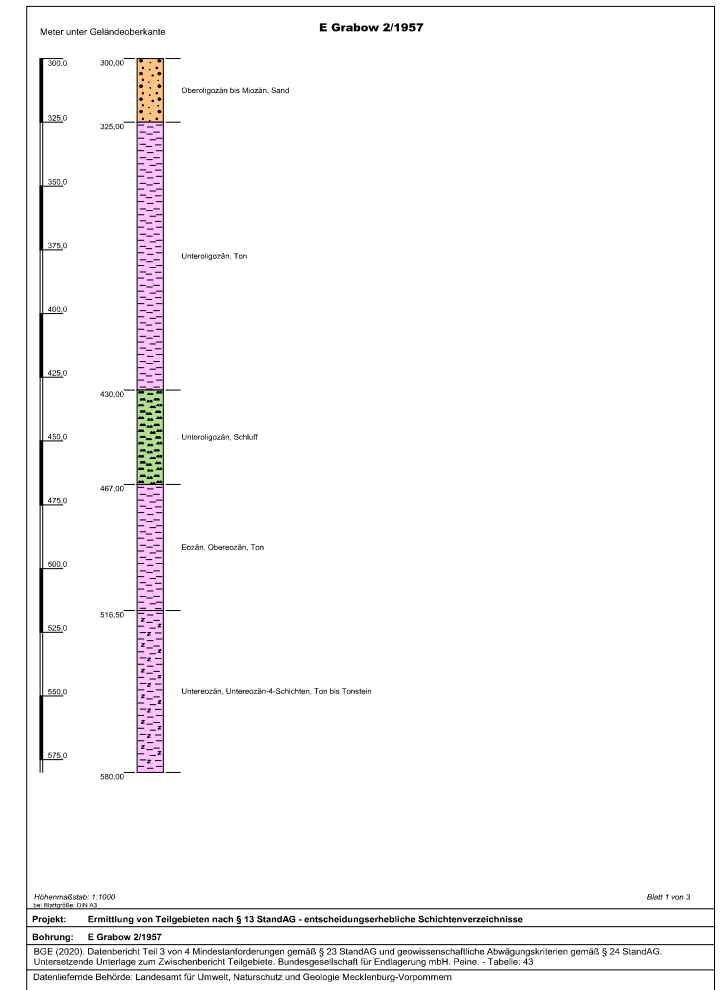 E Grabow 2/1957
Meter unter Geländeoberkante
300,0
300,00
Oberoligozän bis Miozän, Sand
325,0
325,00
350,0
375,0
Unteroligozän, Ton
400,0
425,0
430,00
450,0
Unteroligozän, Schluff
467,00
475,0
Eozän, Obereozän, Ton
500,0
516,50
525,0
550,0
Untereozän, Untereozän-4-Schichten, Ton bis Tonstein
575,0
580,00
Höhenmaßstab: 1:1000
bei Blattgröße: DIN A3
Blatt 1 von 3
Projekt: Ermittlung von Teilgebieten nach § 13 StandAG - entscheidungserhebliche Schichtenverzeichnisse
Bohrung: E Grabow 2/1957
BGE (2020). Datenbericht Teil 3 von 4 Mindestanforderungen gemäß § 23 StandAG und geowissenschaftliche Abwägungskriterien gemäß § 24 StandAG.
Untersetzende Unterlage zum Zwischenbericht Teilgebiete. Bundesgesellschaft für Endlagerung mbH. Peine. - Tabelle: 43
Datenliefernde Behörde: Landesamt für Umwelt, Naturschutz und Geologie Mecklenburg-Vorpommern